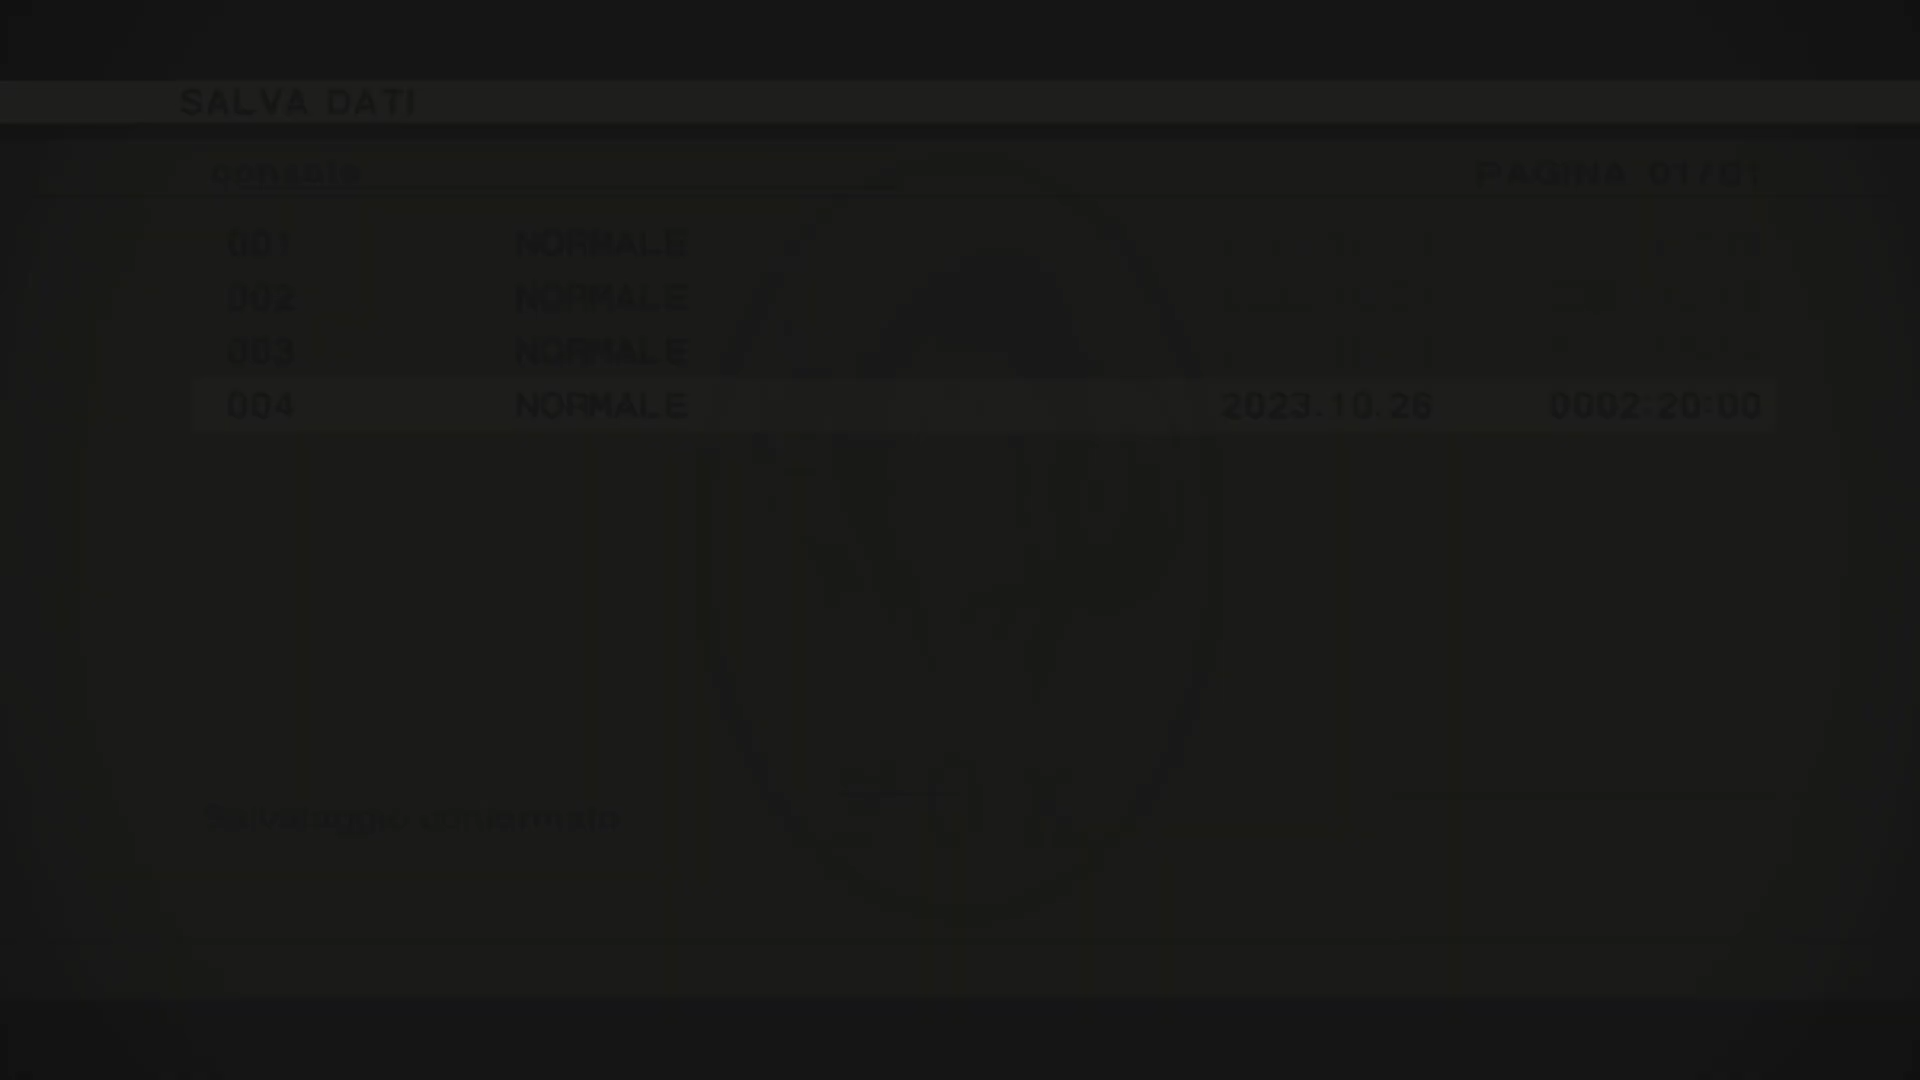 SALVA DATI
console PAGINA 01/01
001 NORMALE
002 NORMALE
003 NORMALE
004 NORMALE 2023.10.26 0002:20:00
Salvataggio confermato